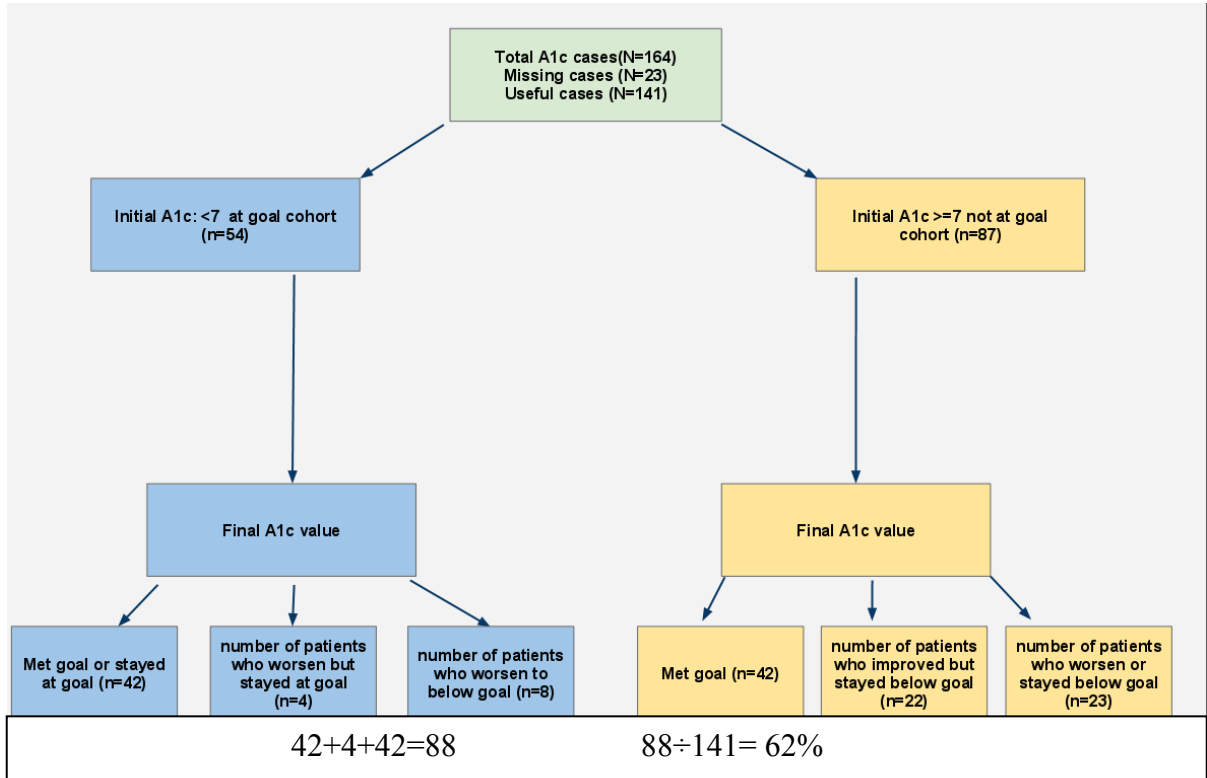 Total A1c cases(N=164)
Missing cases (N=23)
Useful cases (N=141)
Initial A1c: <7 at goal cohort
(n=54)
Initial A1c >=7 not at goal
cohort (n=87)
Final A1c value
Final A1c value
Met goal or stayed
at goal (n=42)
number of patients
who worsen but
stayed at goal
(n=4)
number of patients
who worsen to
below goal (n=8)
Met goal (n=42)
number of patients
who improved but
stayed below goal
(n=22)
number of patients
who worsen or
stayed below goal
(n=23)
42+4+42=88
88÷141= 62%